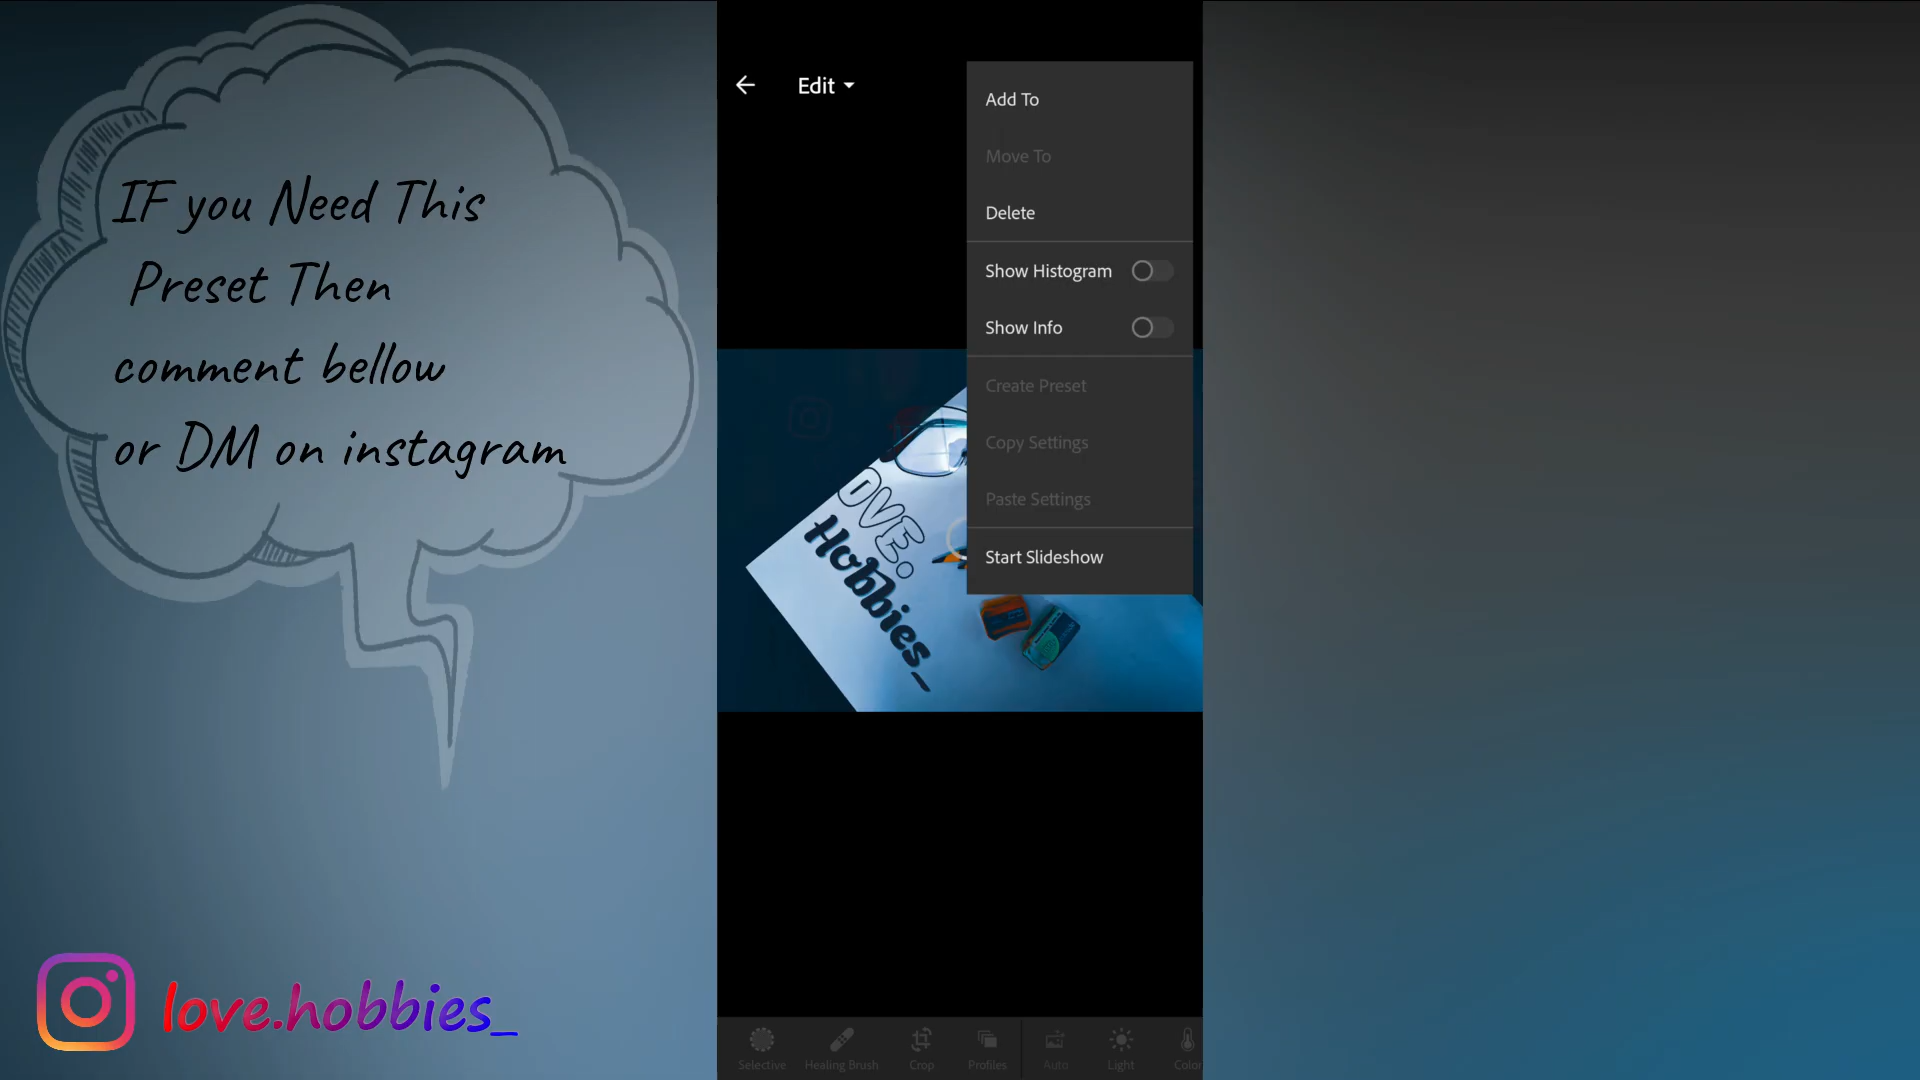 IF you Need This
Preset Then
comment bellow
or DM on instagram
love.hobbies_
Edit
Add To
Move To
Delete
Show Histogram
Show Info
Create Preset
Copy Settings
Paste Settings
Start Slideshow
OVE.
Hobbies_
Selective
Healing Brush
Crop
Profiles
Auto
Light
Color